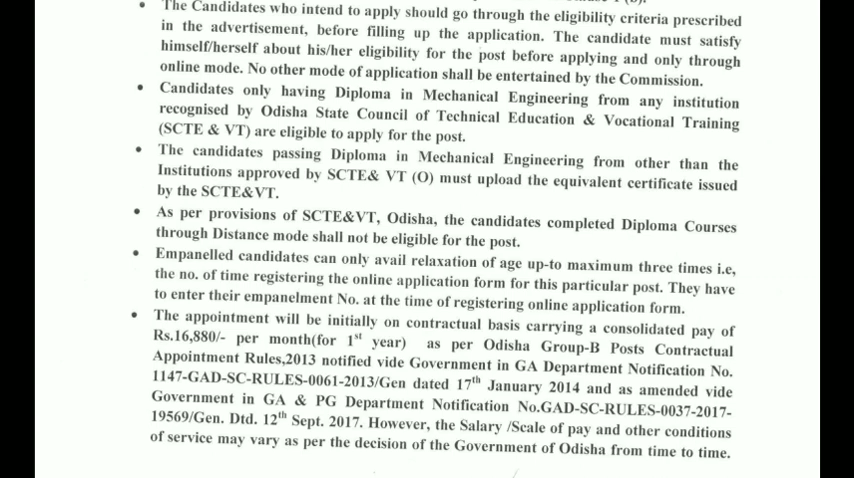 • The Candidates who intend to apply should go through the eligibility criteria prescribed
in the advertisement, before filling up the application. The candidate must satisfy
himself/herself about his/her eligibility for the post before applying and only through
online mode. No other mode of application shall be entertained by the Commission.
• Candidates only having Diploma in Mechanical Engineering from any institution
recognised by Odisha State Council of Technical Education & Vocational Training
(SCTE & VT) are eligible to apply for the post.
• The candidates passing Diploma in Mechanical Engineering from other than the
Institutions approved by SCTE& VT (O) must upload the equivalent certificate issued
by the SCTE&VT.
• As per provisions of SCTE&VT, Odisha, the candidates completed Diploma Courses
through Distance mode shall not be eligible for the post.
• Empanelled candidates can only avail relaxation of age up-to maximum three times i.e,
the no. of time registering the online application form for this particular post. They have
to enter their empanelment No. at the time of registering online application form.
• The appointment will be initially on contractual basis carrying a consolidated pay of
Rs.16,880/- per month(for 1st year) as per Odisha Group-B Posts Contractual
Appointment Rules,2013 notified vide Government in GA Department Notification No.
1147-GAD-SC-RULES-0061-2013/Gen dated 17th January 2014 and as amended vide
Government in GA & PG Department Notification No.GAD-SC-RULES-0037-2017-
19569/Gen. Dtd. 12th Sept. 2017. However, the Salary /Scale of pay and other conditions
of service may vary as per the decision of the Government of Odisha from time to time.